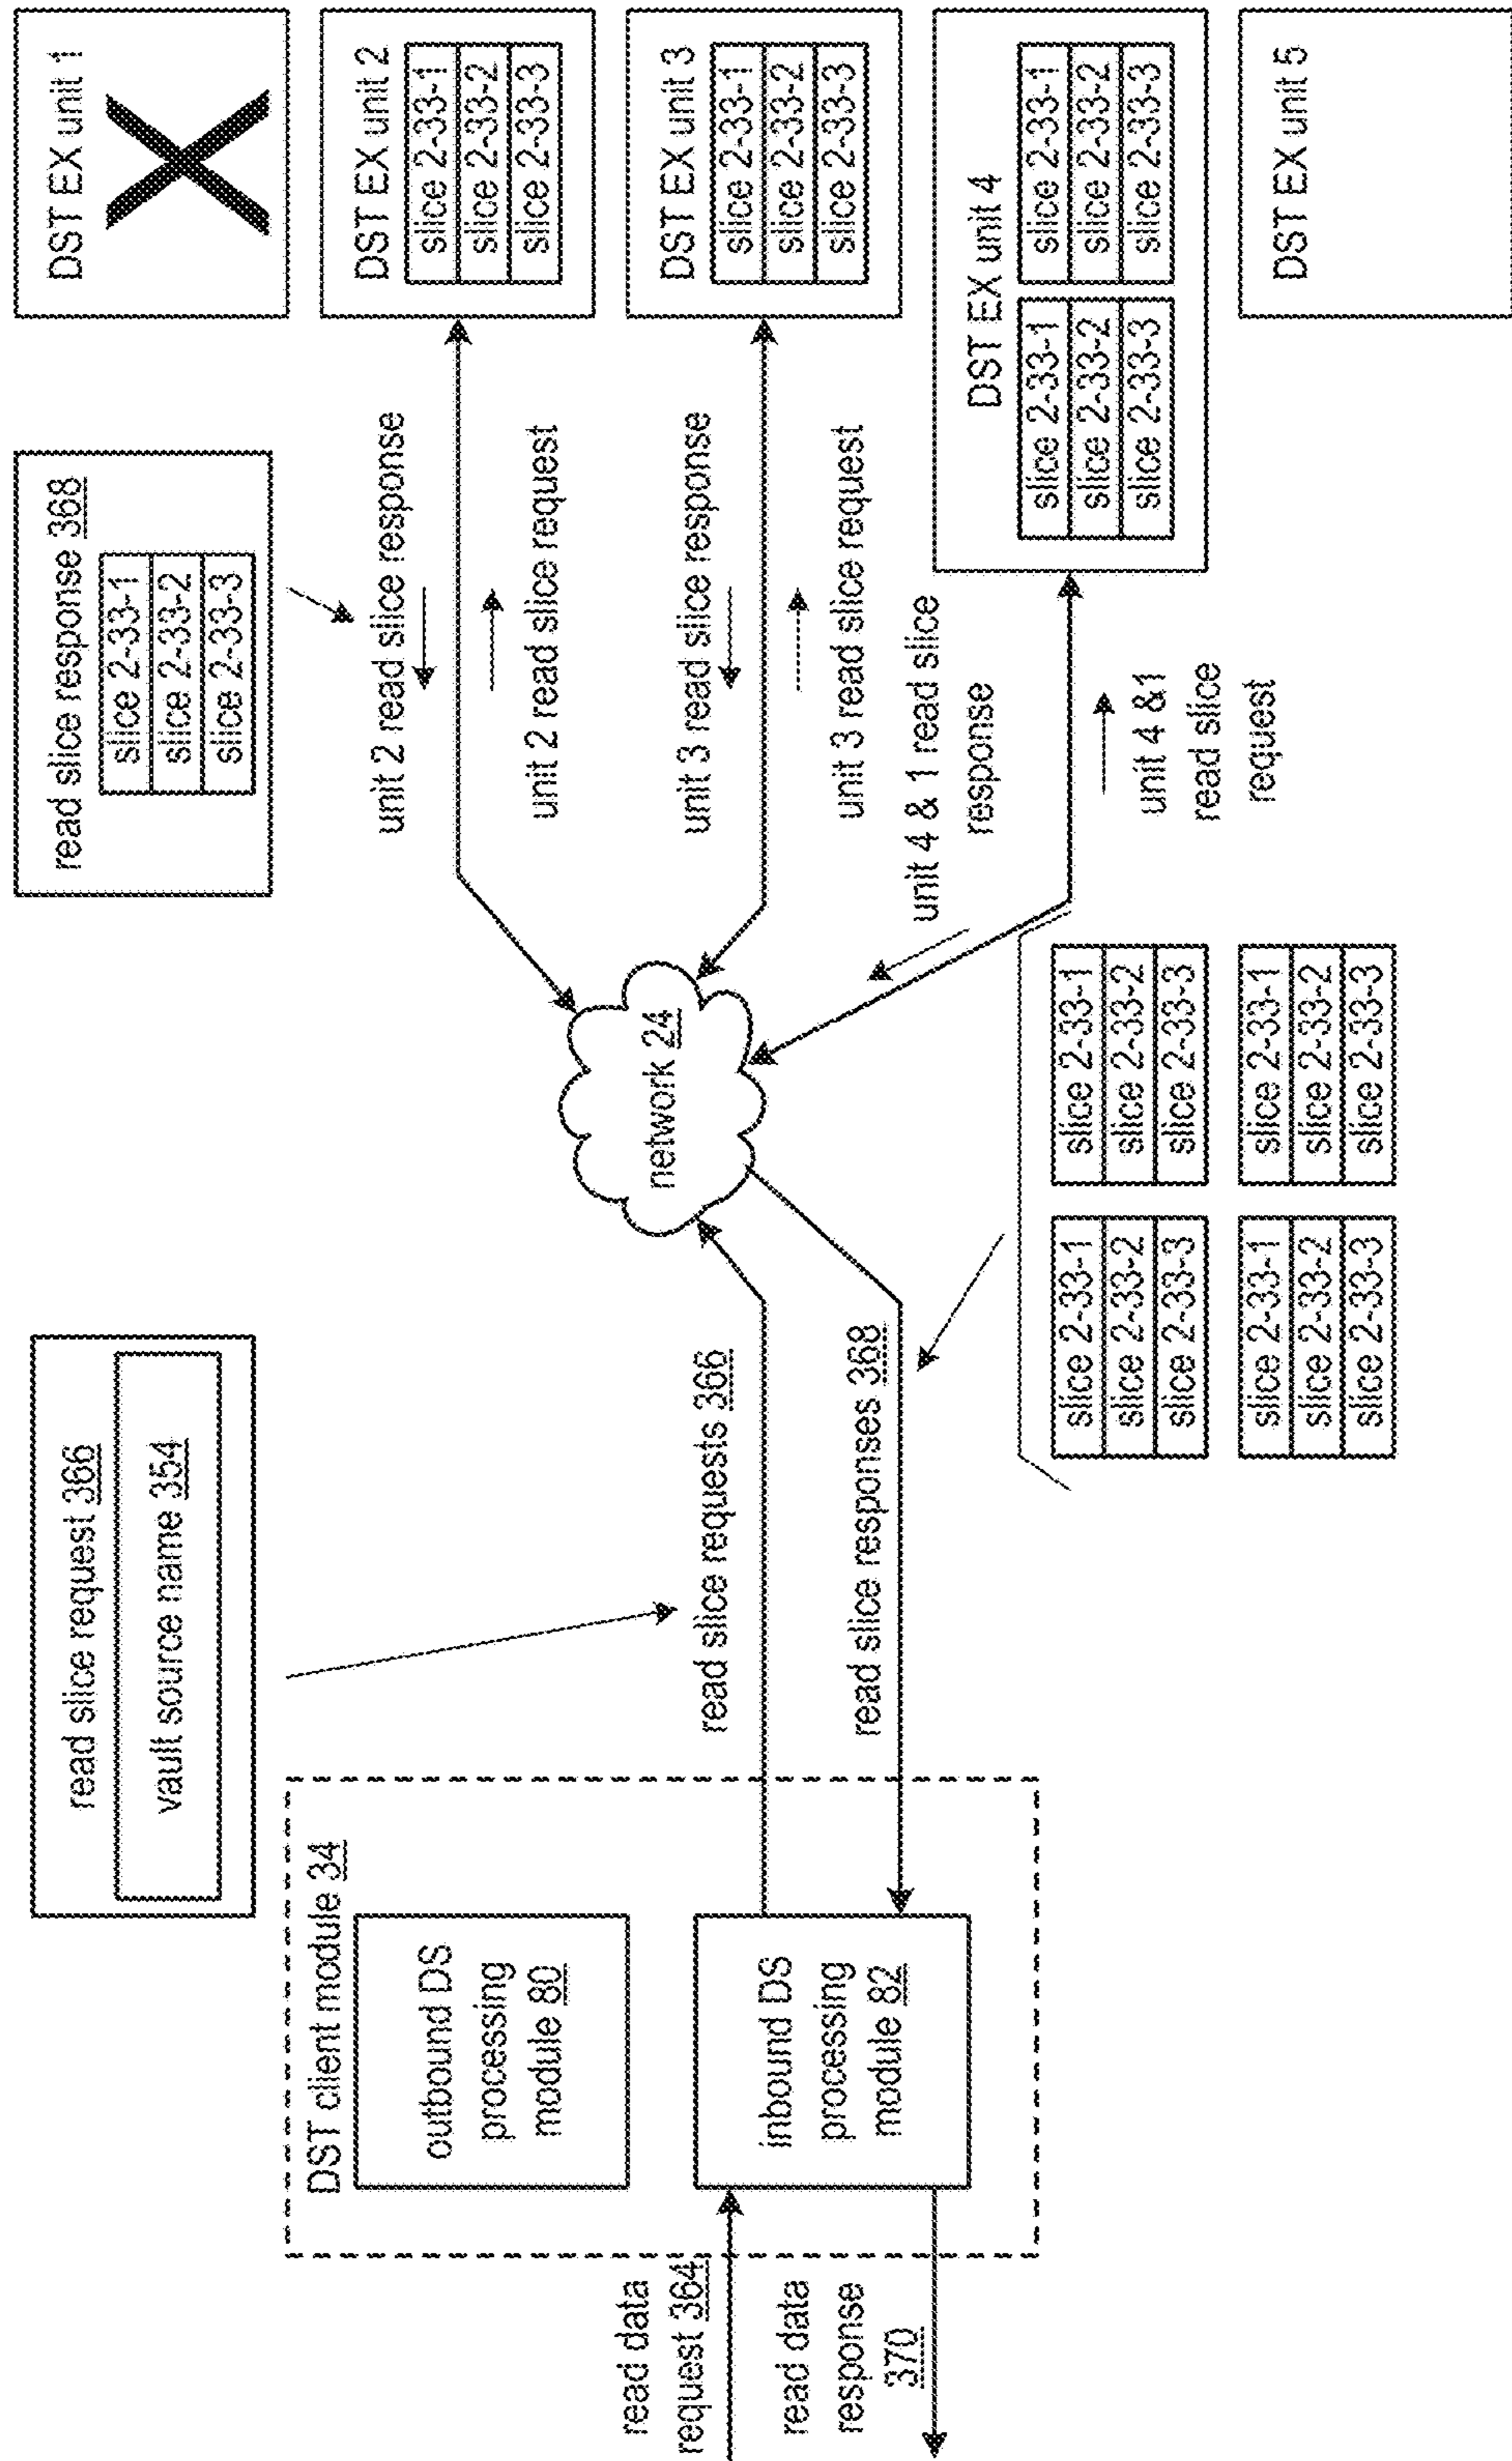 read slice request 366
vault source name 354
read slice response 368
slice 2-33-1
slice 2-33-2
slice 2-33-3
DST EX unit 1
DST client module 34
outbound DS
processing
module 80
inbound DS
processing
module 82
read data
request 364
read data
response
370
read slice requests 366
read slice responses 368
network 24
unit 2 read slice response
unit 2 read slice request
unit 3 read slice response
unit 3 read slice request
unit 4 & 1 read slice
response
unit 4 &1
read slice
request
DST EX unit 2
slice 2-33-1
slice 2-33-2
slice 2-33-3
DST EX unit 3
slice 2-33-1
slice 2-33-2
slice 2-33-3
DST EX unit 4
slice 2-33-1
slice 2-33-2
slice 2-33-3
slice 2-33-1
slice 2-33-2
slice 2-33-3
DST EX unit 5
slice 2-33-1
slice 2-33-2
slice 2-33-3
slice 2-33-1
slice 2-33-2
slice 2-33-3
slice 2-33-1
slice 2-33-2
slice 2-33-3
slice 2-33-1
slice 2-33-2
slice 2-33-3